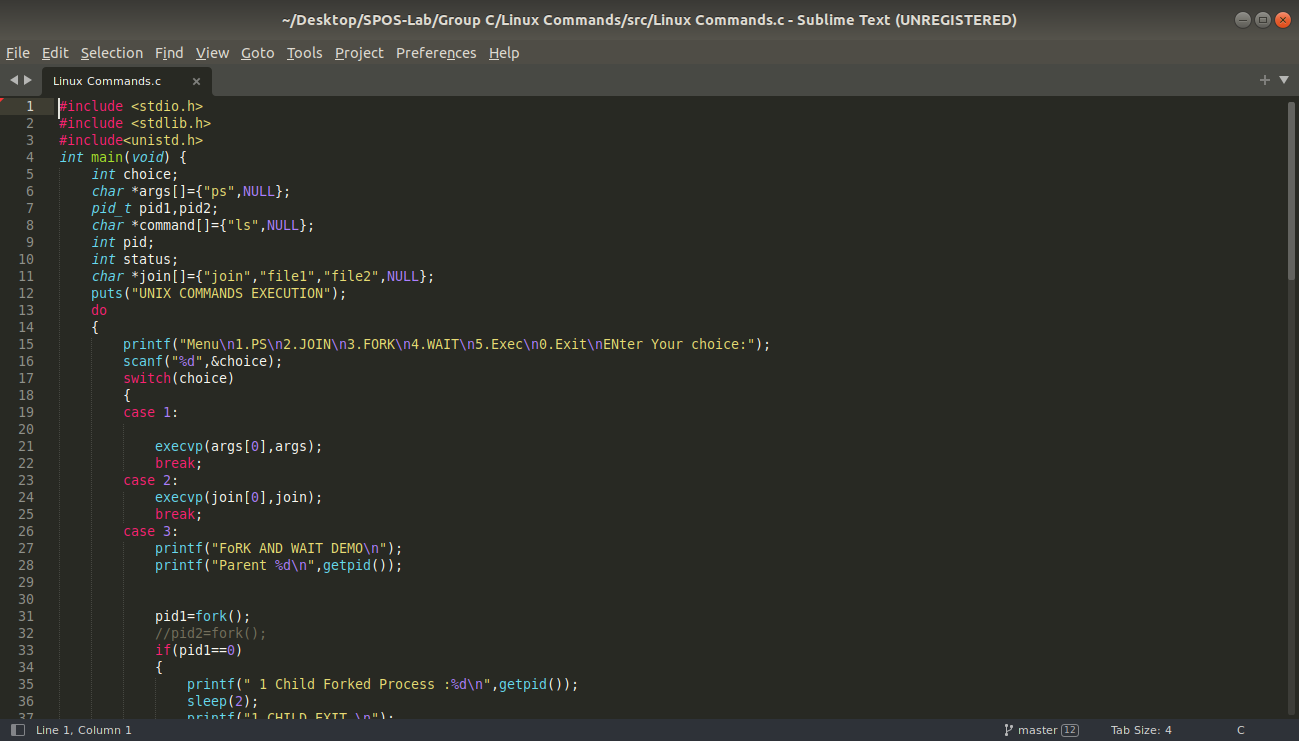 ~/Desktop/SPOS-Lab/Group C/Linux Commands/src/Linux Commands.c - Sublime Text (UNREGISTERED)
File Edit Selection Find View Goto Tools Project Preferences Help
Linux Commands.c
1 #include <stdio.h>
2 #include <stdlib.h>
3 #include<unistd.h>
4 int main(void) {
5     int choice;
6     char *args[]={"ps",NULL};
7     pid_t pid1,pid2;
8     char *command[]={"ls",NULL};
9     int pid;
10     int status;
11     char *join[]={"join","file1","file2",NULL};
12     puts("UNIX COMMANDS EXECUTION");
13     do
14     {
15         printf("Menu\n1.PS\n2.JOIN\n3.FORK\n4.WAIT\n5.Exec\n0.Exit\nENter Your choice:");
16         scanf("%d",&choice);
17         switch(choice)
18         {
19         case 1:
20
21             execvp(args[0],args);
22             break;
23         case 2:
24             execvp(join[0],join);
25             break;
26         case 3:
27             printf("FoRK AND WAIT DEMO\n");
28             printf("Parent %d\n",getpid());
29
30
31             pid1=fork();
32             //pid2=fork();
33             if(pid1==0)
34             {
35                 printf(" 1 Child Forked Process :%d\n",getpid());
36                 sleep(2);
37                 printf("1 CHILD EXIT \n");
Line 1, Column 1 master 12 Tab Size: 4 C